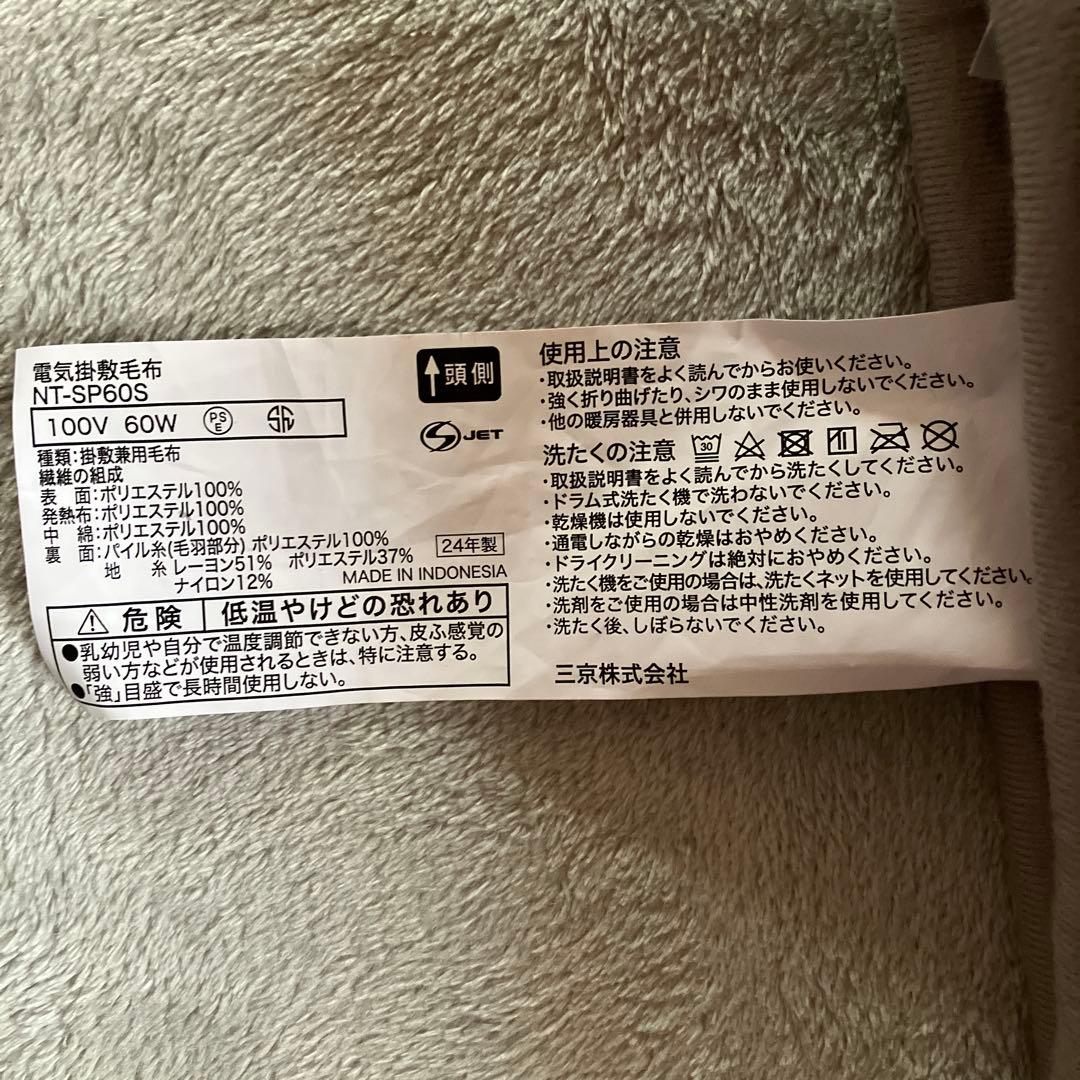 電気掛敷毛布
NT-SP60S
100V 60W PSE
種類:掛敷兼用毛布
繊維の組成
表 面:ポリエステル100%
発熱布:ポリエステル100%
中 綿:ポリエステル100%
裏 面:パイル糸(毛羽部分) ポリエステル100%
地 糸 レーヨン51% ポリエステル37%
ナイロン12%
24年製
MADE IN INDONESIA
危険 低温やけどの恐れあり
●乳幼児や自分で温度調節できない方、皮ふ感覚の
弱い方などが使用されるときは、特に注意する。
●「強」目盛で長時間使用しない。
頭側
JET
使用上の注意
・取扱説明書をよく読んでからお使いください。
・強く折り曲げたり、シワのまま使用しないでください。
・他の暖房器具と併用しないでください。
洗たくの注意 30
・取扱説明書をよく読んでから洗たくしてください。
・ドラム式洗たく機で洗わないでください。
・乾燥機は使用しないでください。
・通電しながらの乾燥はおやめください。
・ドライクリーニングは絶対におやめください。
・洗たく機をご使用の場合は、洗たくネットを使用してください。
・洗剤をご使用の場合は中性洗剤を使用してください。
・洗たく後、しぼらないでください。
三京株式会社